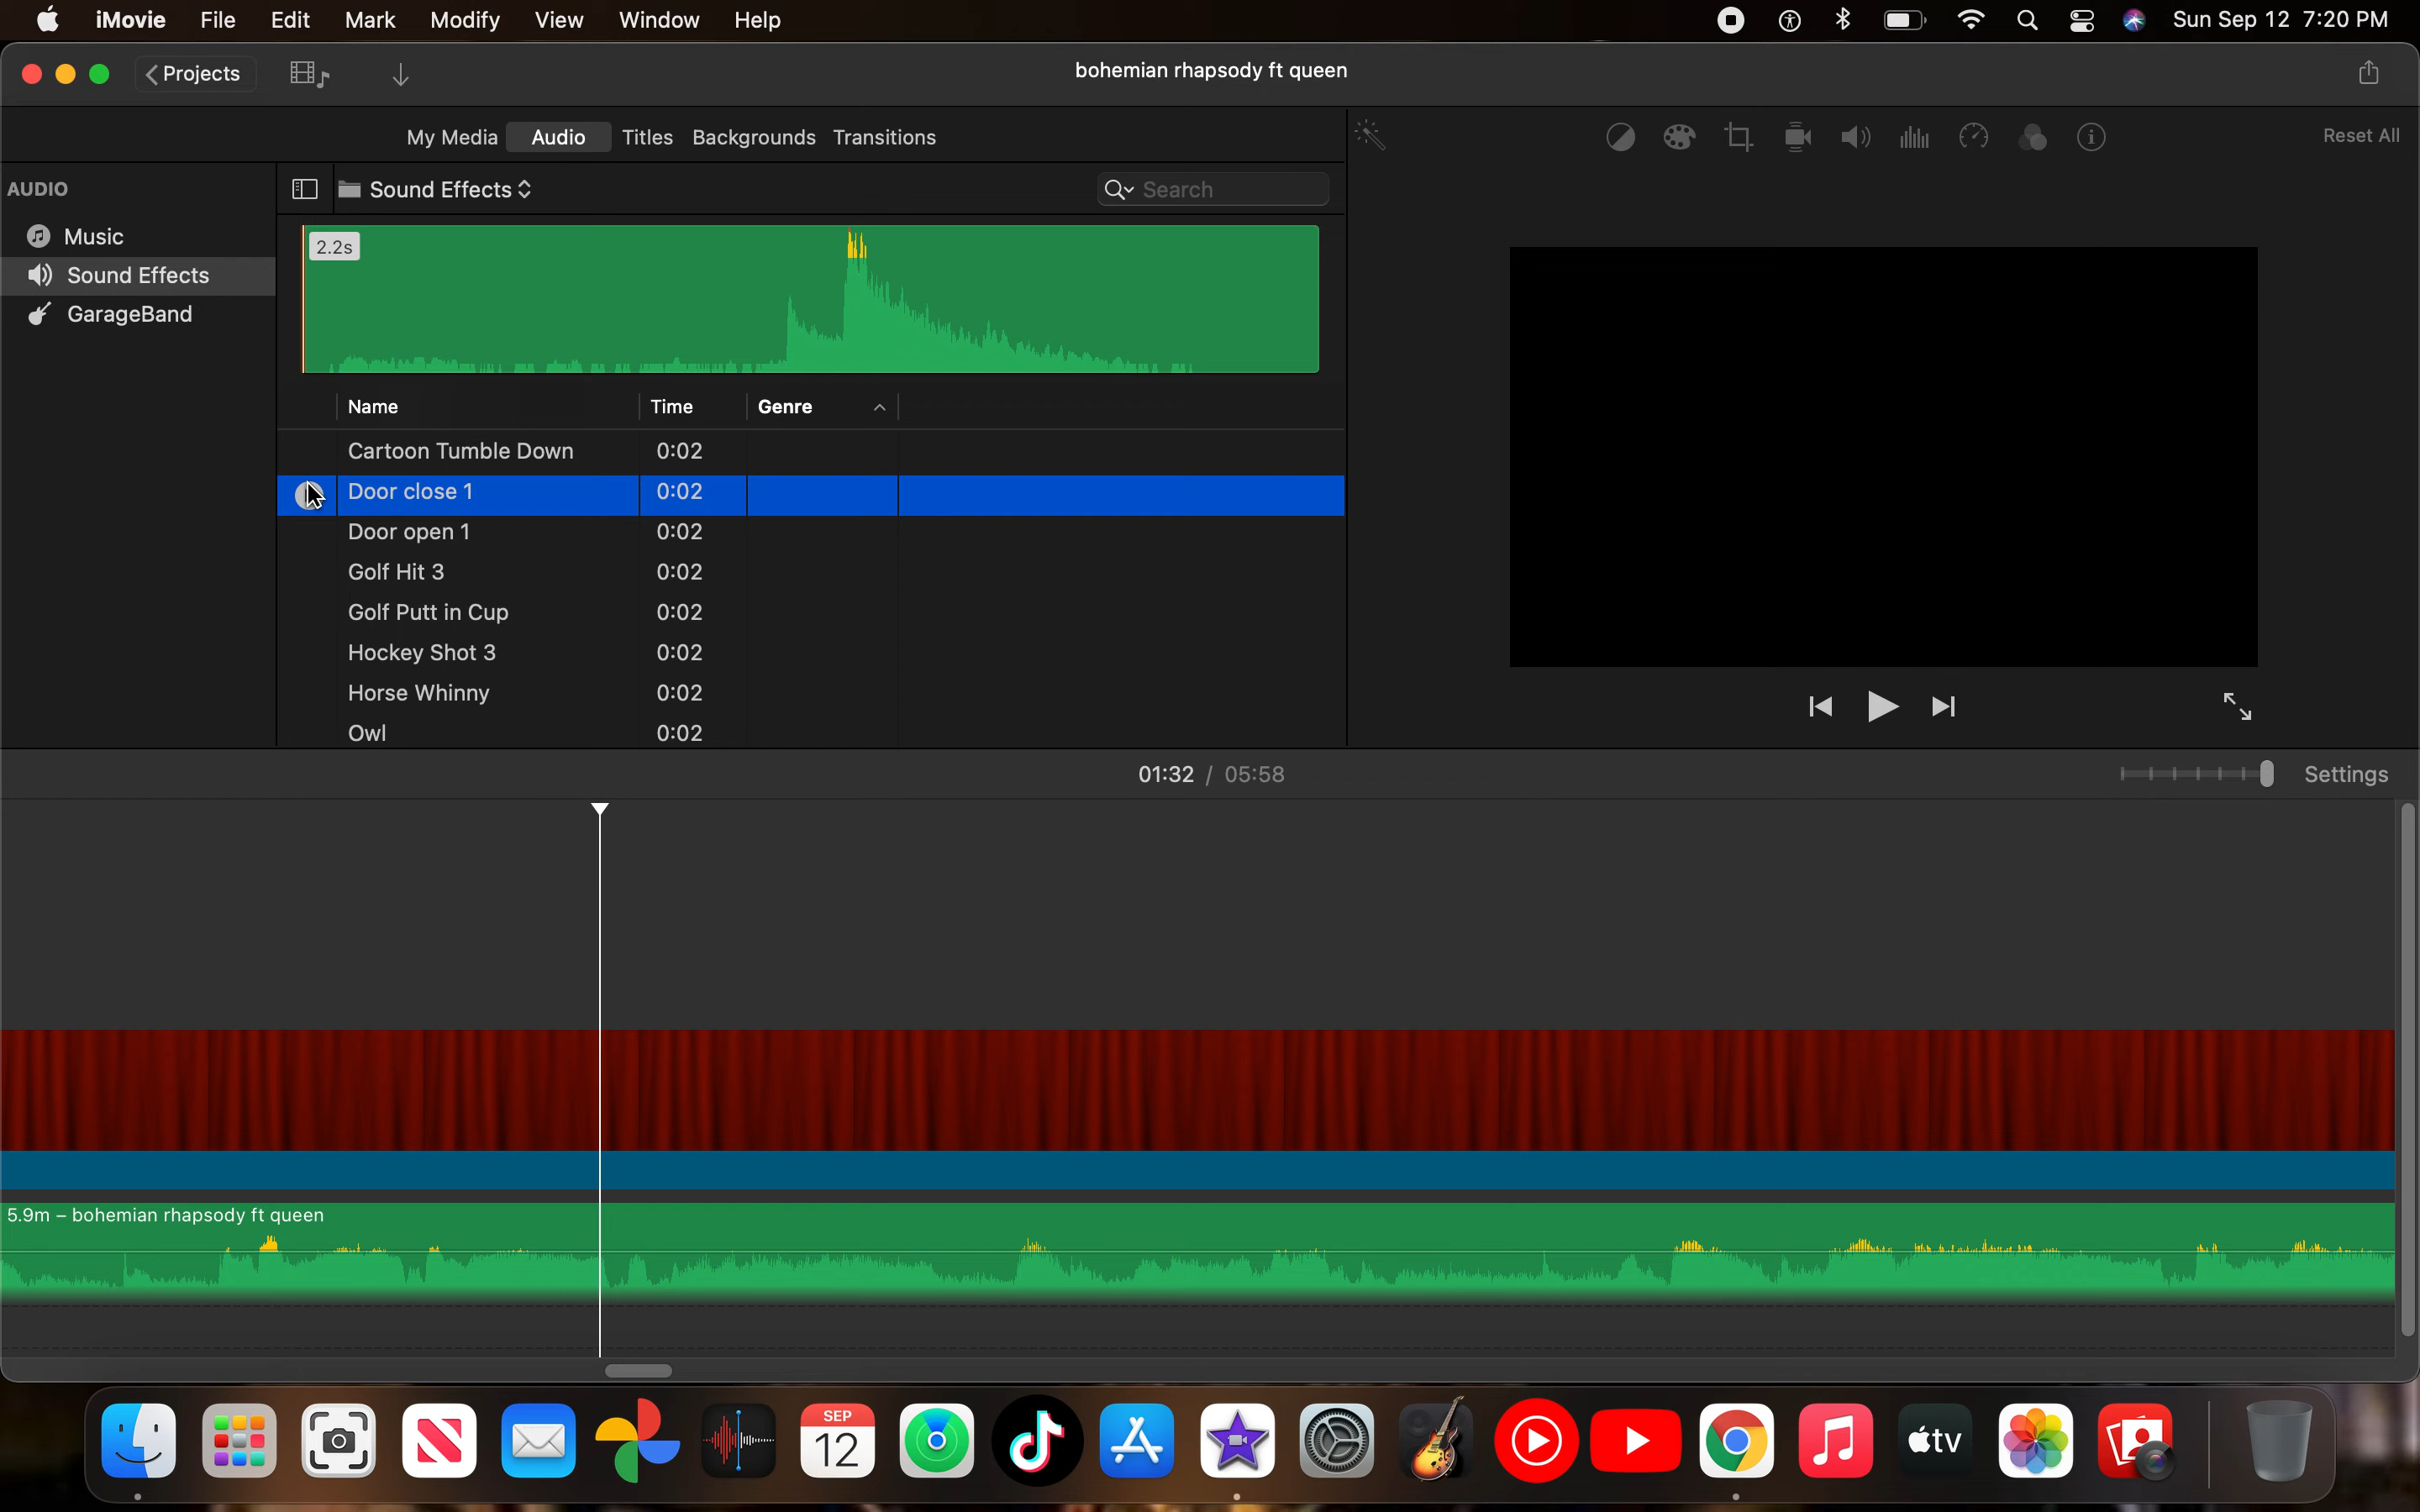 iMovie File Edit Mark Modify View Window Help Sun Sep 12 7:20 PM
Projects bohemian rhapsody ft queen
My Media Audio Titles Backgrounds Transitions Reset All
AUDIO Sound Effects Search
Music
Sound Effects
GarageBand
2.2s
Name Time Genre
Cartoon Tumble Down 0:02
Door close 1 0:02
Door open 1 0:02
Golf Hit 3 0:02
Golf Putt in Cup 0:02
Hockey Shot 3 0:02
Horse Whinny 0:02
Owl 0:02
01:32 / 05:58 Settings
5.9m – bohemian rhapsody ft queen
SEP
12
tv